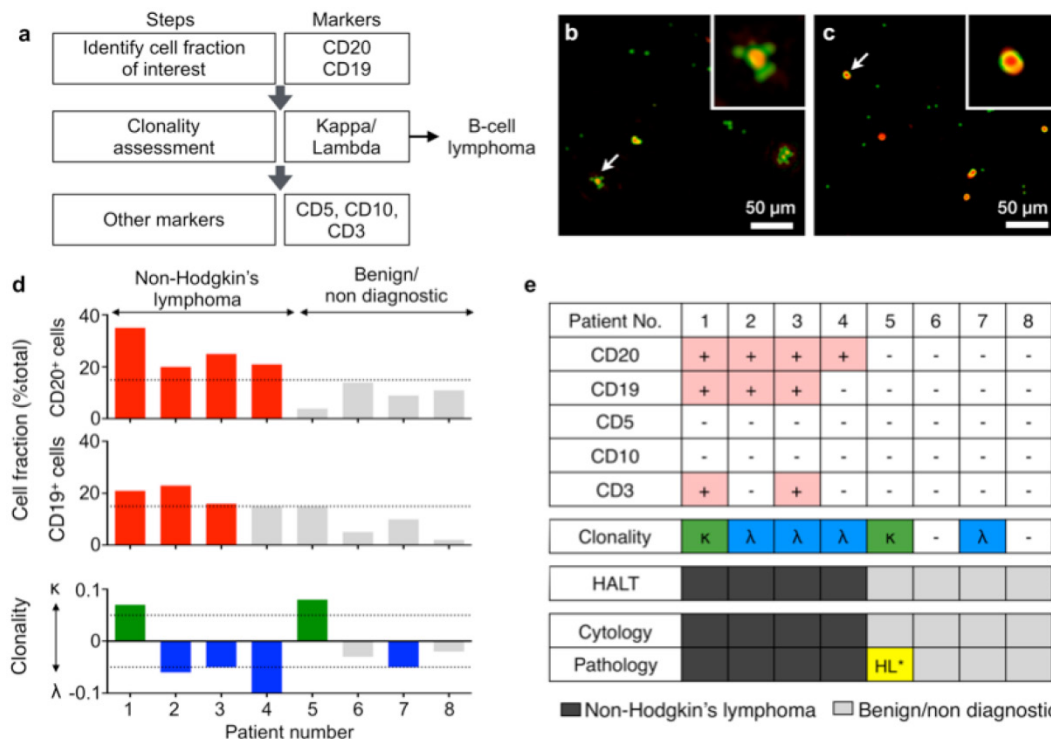 a
Steps
Markers
Identify cell fraction
of interest
CD20
CD19
Clonality
assessment
Kappa/
Lambda
B-cell
lymphoma
Other markers
CD5, CD10,
CD3
b
50 µm
c
50 µm
d
Non-Hodgkin's
lymphoma
Benign/
non diagnostic
Cell fraction (%total)
CD20+ cells
40
20
0
CD19+ cells
40
20
0
Clonality
κ
λ
0.1
0
-0.1
1 2 3 4 5 6 7 8
Patient number
e
Patient No. 1 2 3 4 5 6 7 8
CD20 + + + + - - - -
CD19 + + + - - - - -
CD5 - - - - - - - -
CD10 - - - - - - - -
CD3 + - + - - - - -
Clonality κ λ λ λ κ - λ -
HALT
Cytology
Pathology HL*
Non-Hodgkin's lymphoma Benign/non diagnostic